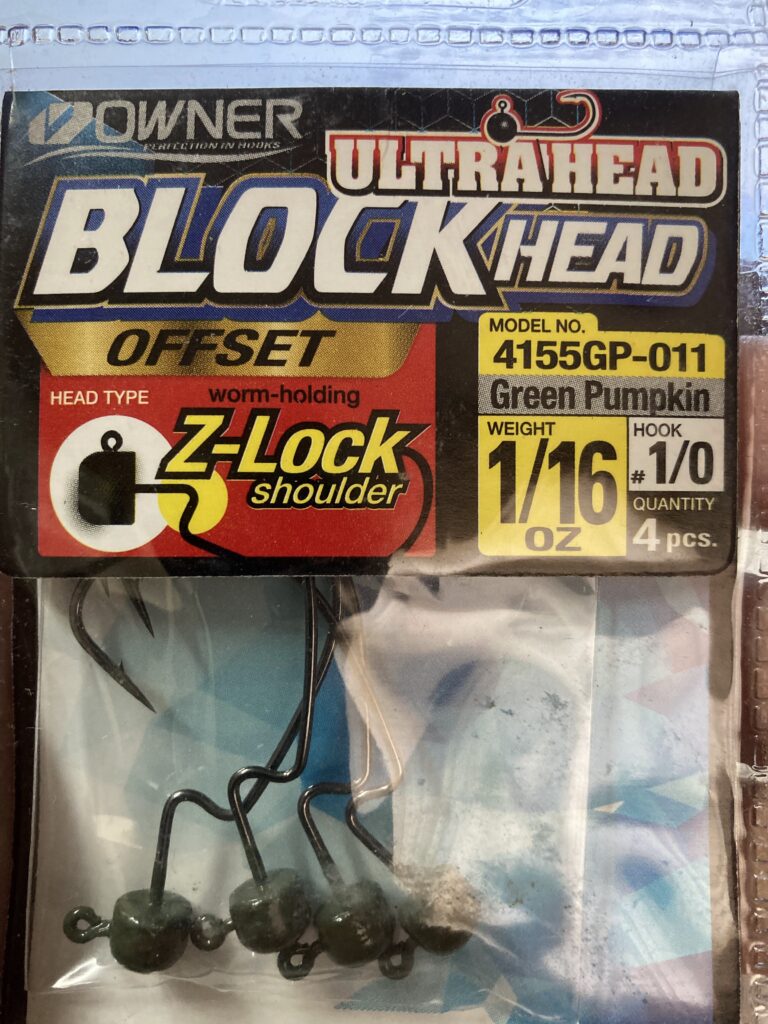 OWNER
PERFECTION IN HOOKS
ULTRAHEAD
BLOCK HEAD
OFFSET
HEAD TYPE
worm-holding
Z-Lock
shoulder
MODEL NO.
4155GP-011
Green Pumpkin
WEIGHT
1/16
OZ
HOOK
# 1/0
QUANTITY
4 pcs.